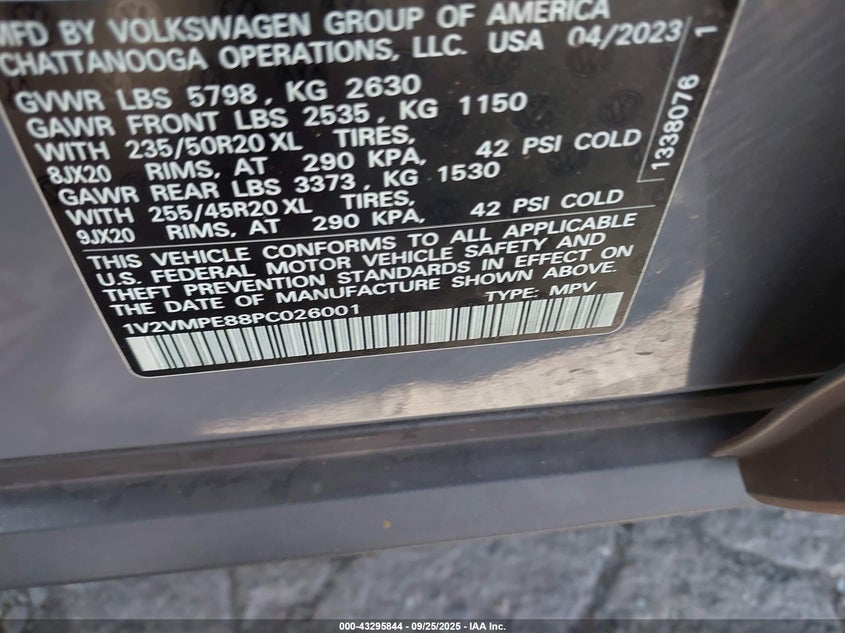 MFD BY VOLKSWAGEN GROUP OF AMERICA
CHATTANOOGA OPERATIONS, LLC. USA 04/2023
GVWR LBS 5798, KG 2630
GAWR FRONT LBS 2535, KG 1150
WITH 235/50R20 XL TIRES,
8JX20 RIMS, AT 290 KPA, 42 PSI COLD
GAWR REAR LBS 3373, KG 1530
WITH 255/45R20 XL TIRES,
9JX20 RIMS, AT 290 KPA, 42 PSI COLD
THIS VEHICLE CONFORMS TO ALL APPLICABLE
U.S. FEDERAL MOTOR VEHICLE SAFETY AND
THEFT PREVENTION STANDARDS IN EFFECT ON
THE DATE OF MANUFACTURE SHOWN ABOVE.
1V2VMPE88PC026001 TYPE: MPV
1338076 1
000-43295844 - 09/25/2025 - IAA Inc.